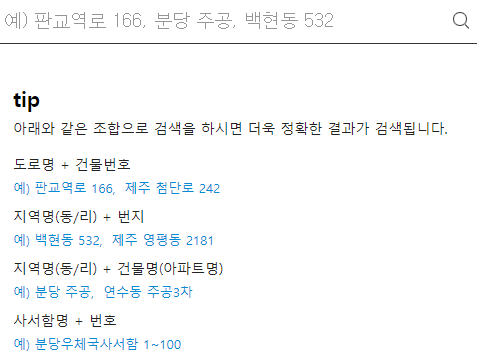 예) 판교역로 166, 분당 주공, 백현동 532
tip
아래와 같은 조합으로 검색을 하시면 더욱 정확한 결과가 검색됩니다.
도로명 + 건물번호
예) 판교역로 166, 제주 첨단로 242
지역명(동/리) + 번지
예) 백현동 532, 제주 영평동 2181
지역명(동/리) + 건물명(아파트명)
예) 분당 주공, 연수동 주공3차
사서함명 + 번호
예) 분당우체국사서함 1~100